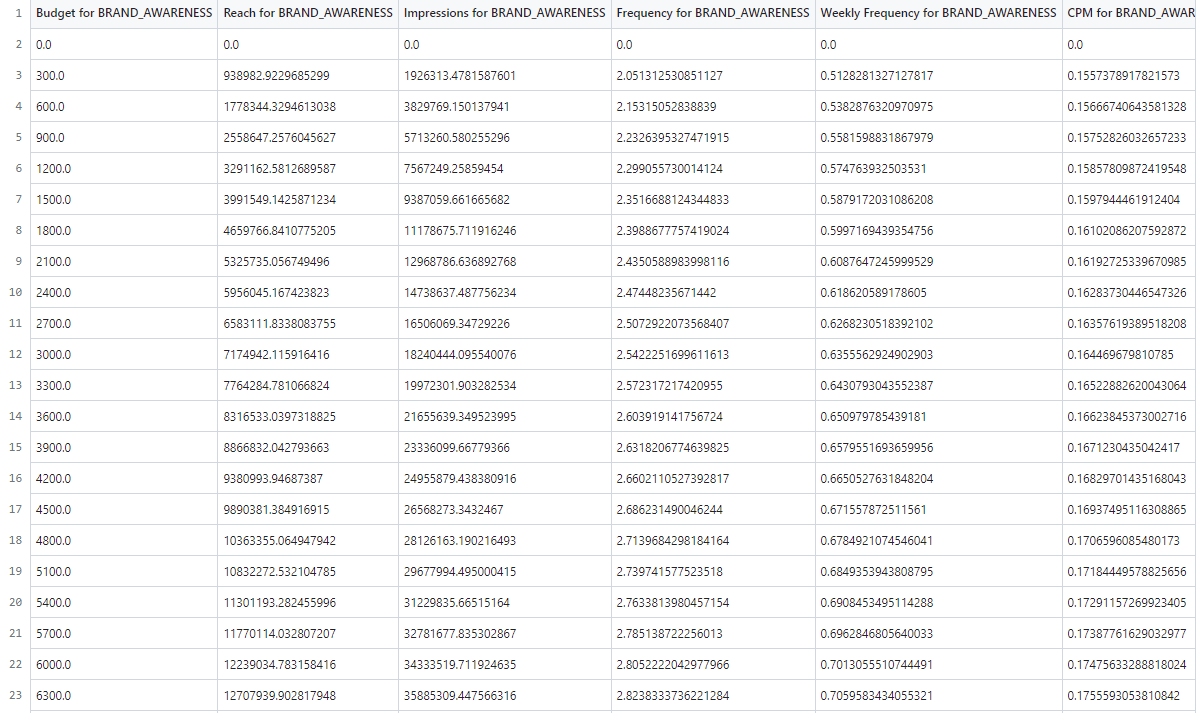 1 Budget for BRAND_AWARENESS Reach for BRAND_AWARENESS Impressions for BRAND_AWARENESS Frequency for BRAND_AWARENESS Weekly Frequency for BRAND_AWARENESS CPM for BRAND_AWAR
2 0.0 0.0 0.0 0.0 0.0 0.0
3 300.0 938982.9229685299 1926313.4781587601 2.051312530851127 0.5128281327127817 0.1557378917821573
4 600.0 1778344.3294613038 3829769.150137941 2.15315052838839 0.5382876320970975 0.15666740643581328
5 900.0 2558647.2576045627 5713260.580255296 2.2326395327471915 0.5581598831867979 0.15752826032657233
6 1200.0 3291162.5812689587 7567249.25859454 2.299055730014124 0.574763932503531 0.15857809872419548
7 1500.0 3991549.1425871234 9387059.661665682 2.3516688124344833 0.5879172031086208 0.1597944461912404
8 1800.0 4659766.8410775205 11178675.711916246 2.3988677757419024 0.5997169439354756 0.16102086207592872
9 2100.0 5325735.056749496 12968786.636892768 2.4350588983998116 0.6087647245999529 0.16192725339670985
10 2400.0 5956045.167423823 14738637.487756234 2.47448235671442 0.618620589178605 0.16283730446547326
11 2700.0 6583111.8338083755 16506069.34729226 2.5072922073568407 0.6268230518392102 0.16357619389518208
12 3000.0 7174942.115916416 18240444.095540076 2.5422251699611613 0.6355562924902903 0.164469679810785
13 3300.0 7764284.781066824 19972301.903282534 2.572317217420955 0.6430793043552387 0.16522882620043064
14 3600.0 8316533.0397318825 21655639.349523995 2.603919141756724 0.650979785439181 0.16623845373002716
15 3900.0 8866832.042793663 23336099.66779366 2.6318206774639825 0.6579551693659956 0.1671230435042417
16 4200.0 9380993.94687387 24955879.438380916 2.6602110527392817 0.6650527631848204 0.16829701435168043
17 4500.0 9890381.384916915 26568273.3432467 2.686231490046244 0.671557872511561 0.16937495116308865
18 4800.0 10363355.064947942 28126163.190216493 2.7139684298184164 0.6784921074546041 0.1706596085480173
19 5100.0 10832272.532104785 29677994.495000415 2.739741577523518 0.6849353943808795 0.17184449578825656
20 5400.0 11301193.282455996 31229835.66515164 2.7633813980457154 0.6908453495114288 0.17291157269923405
21 5700.0 11770114.032807207 32781677.835302867 2.785138722256013 0.6962846805640033 0.17387761629032977
22 6000.0 12239034.783158416 34333519.711924635 2.8052222042977966 0.7013055510744491 0.17475633288818024
23 6300.0 12707939.902817948 35885309.447566316 2.8238333736221284 0.7059583434055321 0.1755593053810842